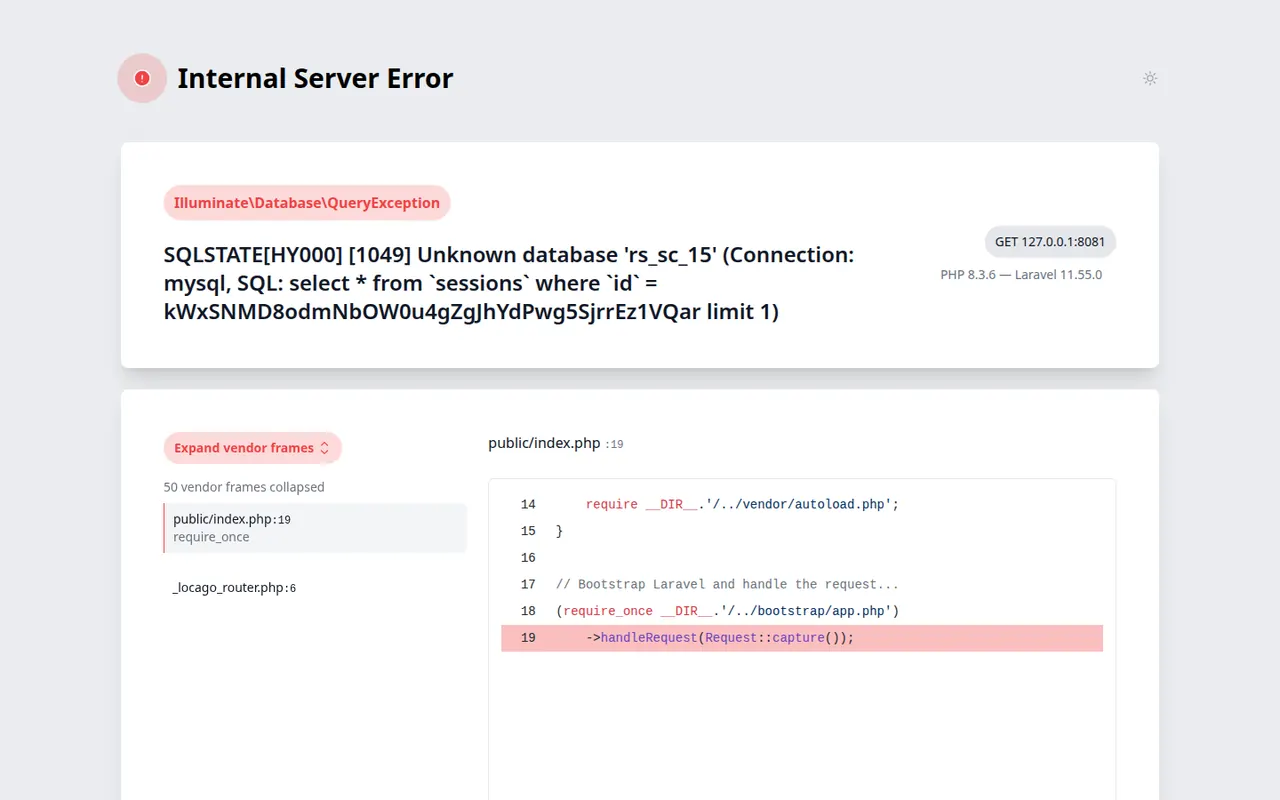 Internal Server Error
Illuminate\Database\QueryException
SQLSTATE[HY000] [1049] Unknown database 'rs_sc_15' (Connection:
mysql, SQL: select * from `sessions` where `id` =
kWxSNMD8odmNbOW0u4gZgJhYdPwg5SjrrEz1VQar limit 1)
GET 127.0.0.1:8081
PHP 8.3.6 — Laravel 11.55.0
Expand vendor frames
50 vendor frames collapsed
public/index.php:19
require_once
_locago_router.php:6
public/index.php :19
14 require __DIR__.'/../vendor/autoload.php';
15 }
16
17 // Bootstrap Laravel and handle the request...
18 (require_once __DIR__.'/../bootstrap/app.php')
19 ->handleRequest(Request::capture());